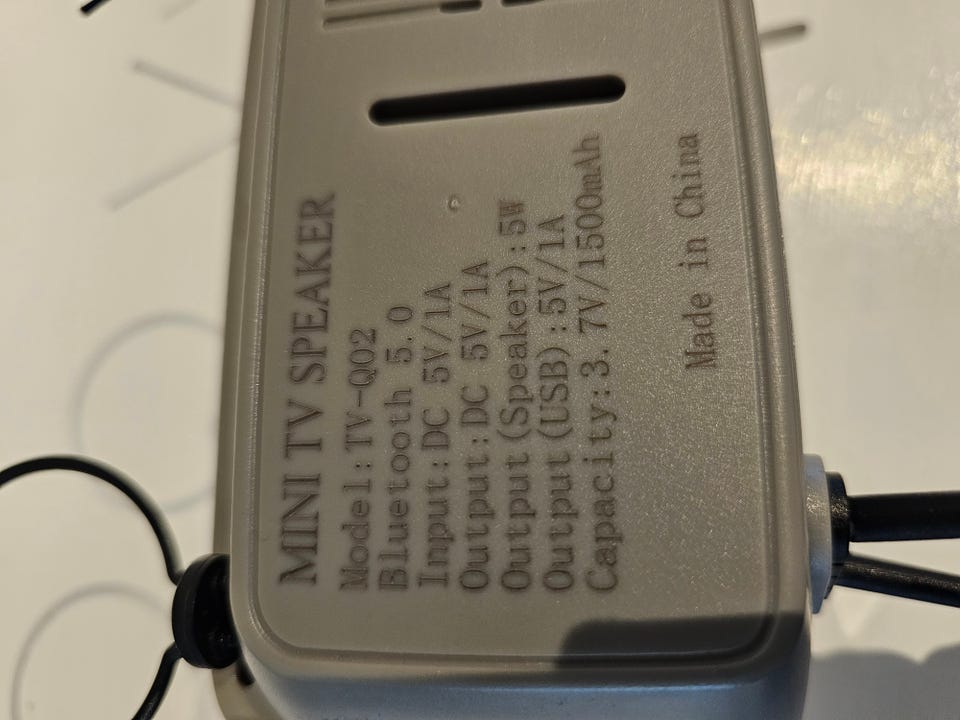 MINI TV SPEAKER
Model:TV-Q02
Bluetooth 5.0
Input:DC 5V/1A
Output:DC 5V/1A
Output(Speaker):5W
Output(USB):5V/1A
Capacity:3.7V/1500mAh
Made in China